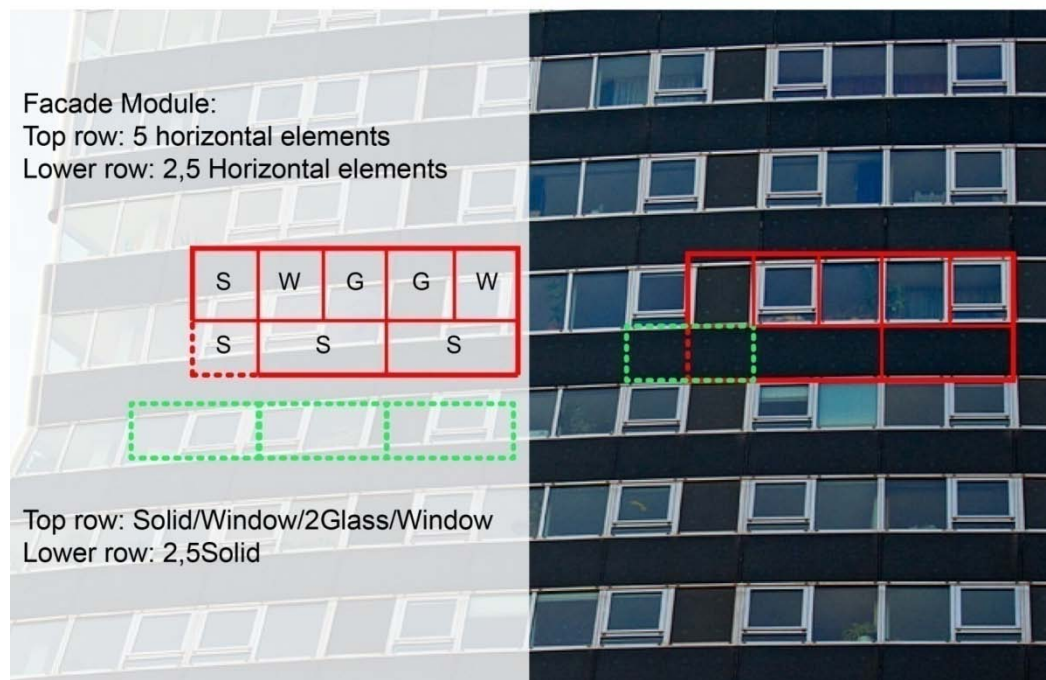 Facade Module:
Top row: 5 horizontal elements
Lower row: 2,5 Horizontal elements
S W G G W
S S S
Top row: Solid/Window/2Glass/Window
Lower row: 2,5Solid